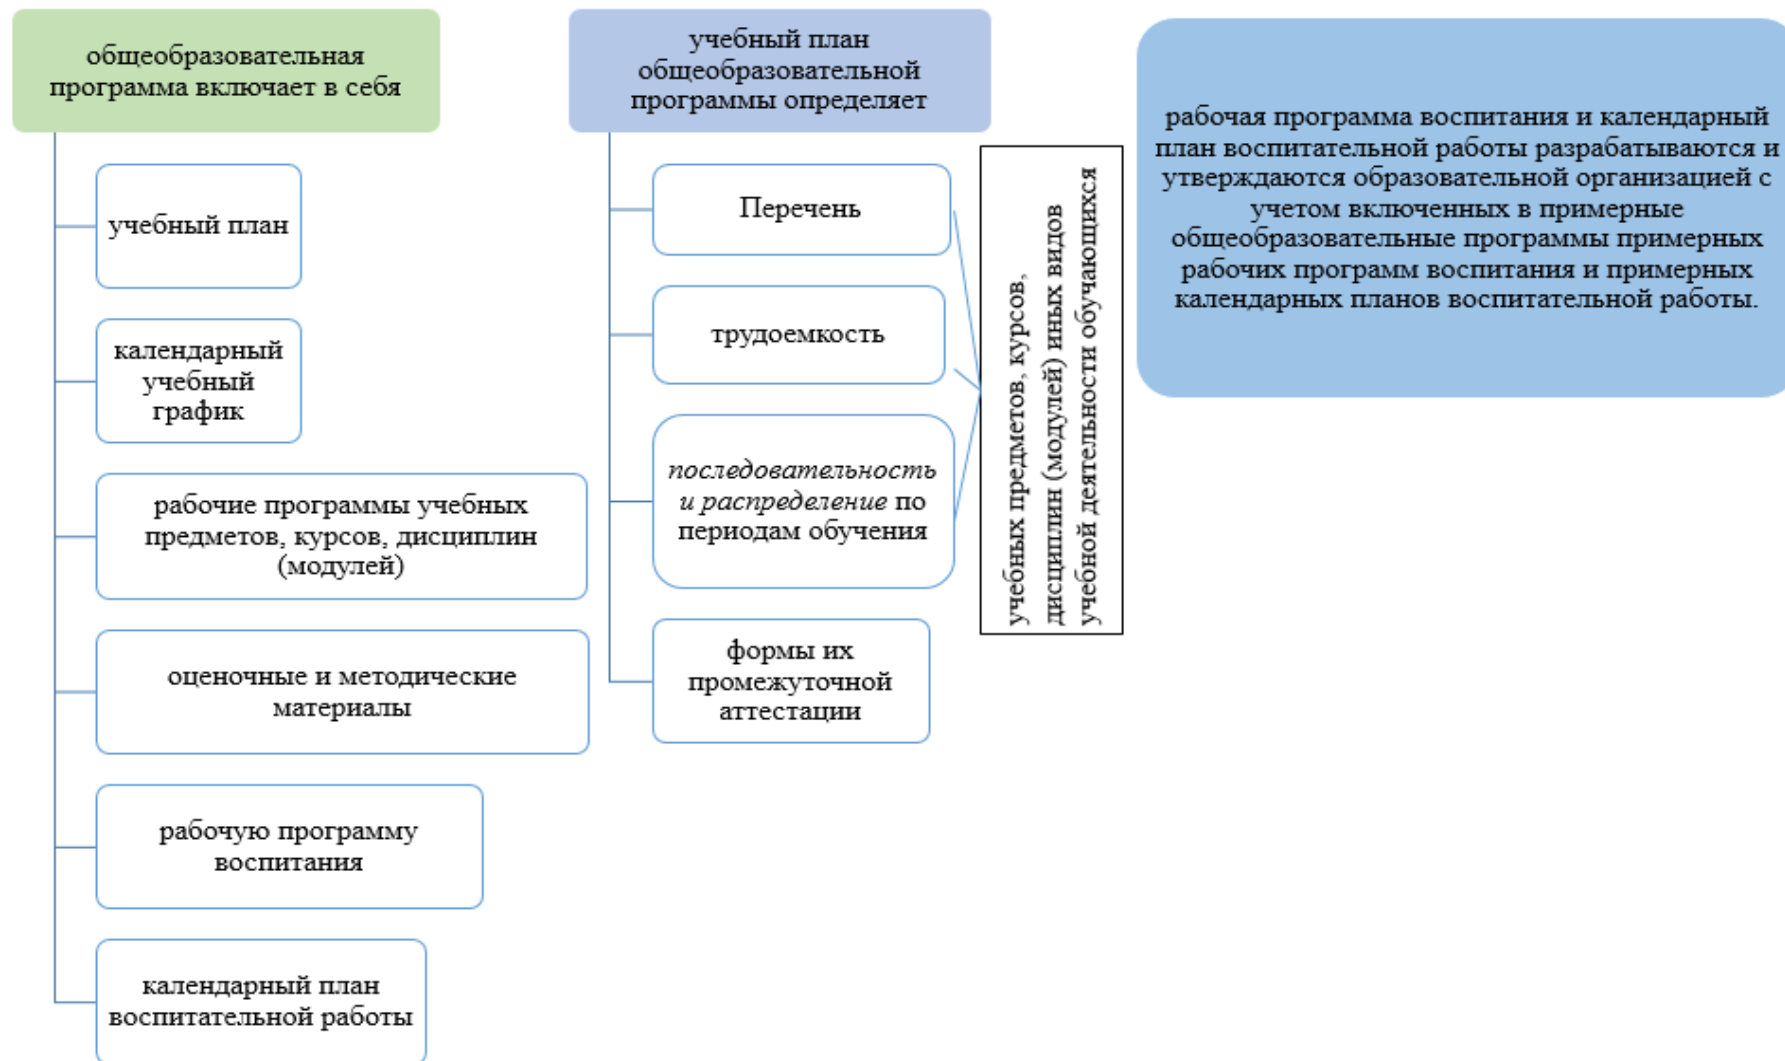 общеобразовательная
программа включает в себя
учебный план
календарный
учебный
график
рабочие программы учебных
предметов, курсов, дисциплин
(модулей)
оценочные и методические
материалы
рабочую программу
воспитания
календарный план
воспитательной работы
учебный план
общеобразовательной
программы определяет
Перечень
трудоемкость
последовательность
и распределение по
периодам обучения
формы их
промежуточной
аттестации
учебных предметов, курсов,
дисциплин (модулей) иных видов
учебной деятельности обучающихся
рабочая программа воспитания и календарный
план воспитательной работы разрабатываются и
утверждаются образовательной организацией с
учетом включенных в примерные
общеобразовательные программы примерных
рабочих программ воспитания и примерных
календарных планов воспитательной работы.